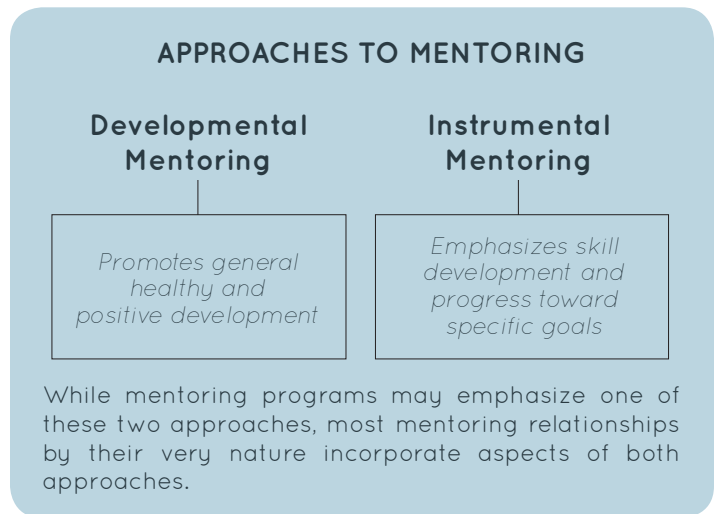 APPROACHES TO MENTORING
Developmental
Mentoring
Instrumental
Mentoring
Promotes general
healthy and
positive development
Emphasizes skill
development and
progress toward
specific goals
While mentoring programs may emphasize one of
these two approaches, most mentoring relationships
by their very nature incorporate aspects of both
approaches.